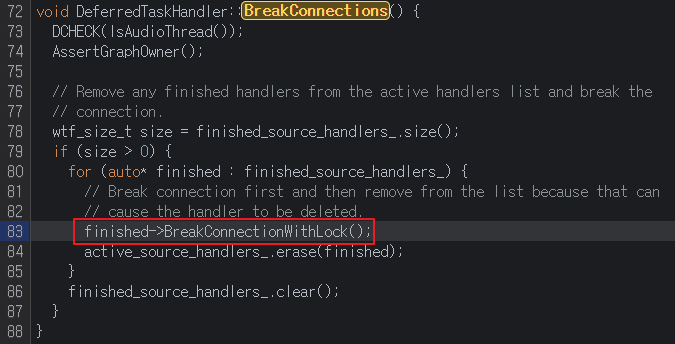 72 void DeferredTaskHandler::BreakConnections() {
73   DCHECK(IsAudioThread());
74   AssertGraphOwner();
75
76   // Remove any finished handlers from the active handlers list and break the
77   // connection.
78   wtf_size_t size = finished_source_handlers_.size();
79   if (size > 0) {
80     for (auto* finished : finished_source_handlers_) {
81       // Break connection first and then remove from the list because that can
82       // cause the handler to be deleted.
83       finished->BreakConnectionWithLock();
84       active_source_handlers_.erase(finished);
85     }
86     finished_source_handlers_.clear();
87   }
88 }